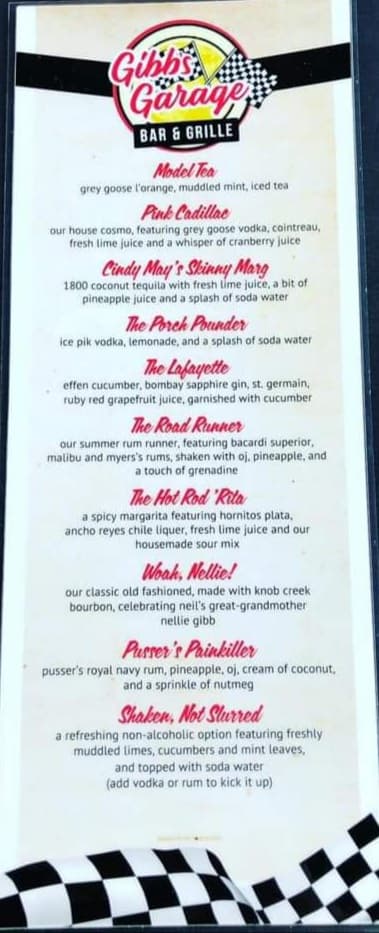 Gibbs
Garage
BAR & GRILLE
Model Tea
grey goose l'orange, muddled mint, iced tea
Pink Cadillac
our house cosmo, featuring grey goose vodka, cointreau,
fresh lime juice and a whisper of cranberry juice
Cindy May's Skinny Marg
1800 coconut tequila with fresh lime juice, a bit of
pineapple juice and a splash of soda water
The Porch Pounder
ice pik vodka, lemonade, and a splash of soda water
The Lafayette
effen cucumber, bombay sapphire gin, st. germain,
ruby red grapefruit juice, garnished with cucumber
The Road Runner
our summer rum runner, featuring bacardi superior,
malibu and myers's rums, shaken with oj, pineapple, and
a touch of grenadine
The Hot Rod 'Rita
a spicy margarita featuring hornitos plata,
ancho reyes chile liquer, fresh lime juice and our
housemade sour mix
Woah, Nellie!
our classic old fashioned, made with knob creek
bourbon, celebrating neil's great-grandmother
nellie gibb
Pusser's Painkiller
pusser's royal navy rum, pineapple, oj, cream of coconut,
and a sprinkle of nutmeg
Shaken, Not Slurred
a refreshing non-alcoholic option featuring freshly
muddled limes, cucumbers and mint leaves,
and topped with soda water
(add vodka or rum to kick it up)